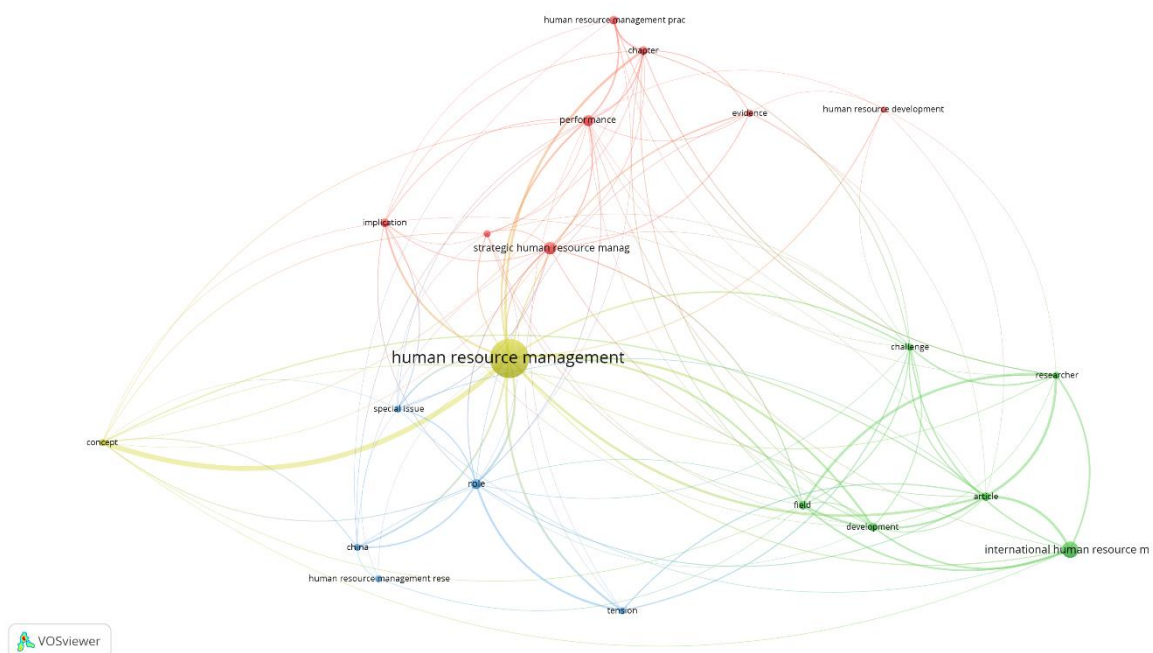 human resource management prac
chapter
human resource development
evidence
performance
implication
strategic human resource manag
challenge
human resource management
researcher
special issue
concept
role
article
field
development
china
international human resource m
human resource management rese
tension
VOSviewer